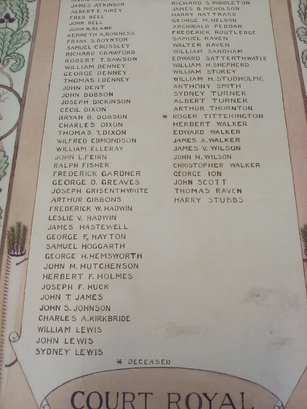 JAMES ATKINSON
ALBERT E. AIREY
FRED BELL
JOHN BELL
JOHN N. BLAND
KENNETH A. BOWNESS
FRANK S. BOYNTON
SAMUEL CROSSLEY
RICHARD CRAWFORD
ROBERT T. DAWSON
WILLIAM DENNEY
GEORGE DENNEY
THOMAS I. DENNEY
JOHN DENT
JOHN DOBSON
JOSEPH DICKINSON
CECIL DIXON
BRYAN B. DOBSON
CHARLES DIXON
THOMAS T. DIXON
WILFRED EDMONDSON
WILLIAM ELLERAY
JOHN L. FEIRN
RALPH FISHER
FREDERICK GARDNER
GEORGE O. GREAVES
JOSEPH GRISENTHWAITE
ARTHUR GIBBONS
FREDERICK W. HADWIN
LESLIE V. HADWIN
JAMES HASTEWELL
GEORGE F. HAYTON
SAMUEL HOGGARTH
GEORGE H. HEMSWORTH
JOHN M. HUTCHENSON
HERBERT F. HOLMES
JOSEPH F. HUCK
JOHN T. JAMES
JOHN S. JOHNSON
CHARLES A. KIRKBRIDE
WILLIAM LEWIS
JOHN LEWIS
SYDNEY LEWIS
RICHARD S. MIDDLETON
JAMES B. NICHOLSON
HARRY NATTRASS
GEORGE M. NELSON
ARCHIBALD PEDDAR
FREDERICK ROUTLEDGE
SAMUEL RAVEN
WALTER RAVEN
WILLIAM SANDHAM
EDWARD SATTERTHWAITE
WILLIAM H. SHEPHERD
WILLIAM STOREY
WILLIAM M. STUDHOLME
ANTHONY SMITH
SYDNEY TURNER
ALBERT TURNER
ARTHUR THORNTON
* ROGER TITTERINGTON
HERBERT WALKER
EDWARD WALKER
JAMES A. WALKER
JAMES V. WILSON
JOHN H. WILSON
CHRISTOPHER WALKER
GEORGE ION
JOHN SCOTT
THOMAS RAVEN
HARRY STUBBS
* DECEASED
COURT ROYAL